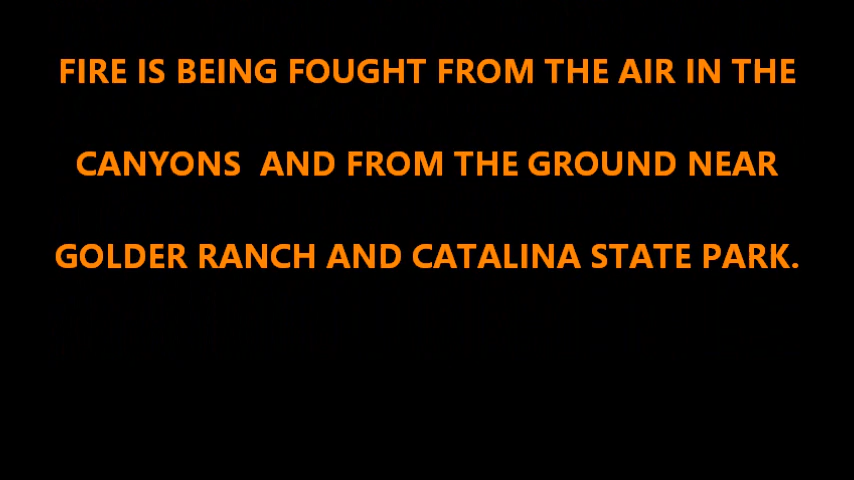 FIRE IS BEING FOUGHT FROM THE AIR IN THE
CANYONS  AND FROM THE GROUND NEAR
GOLDER RANCH AND CATALINA STATE PARK.